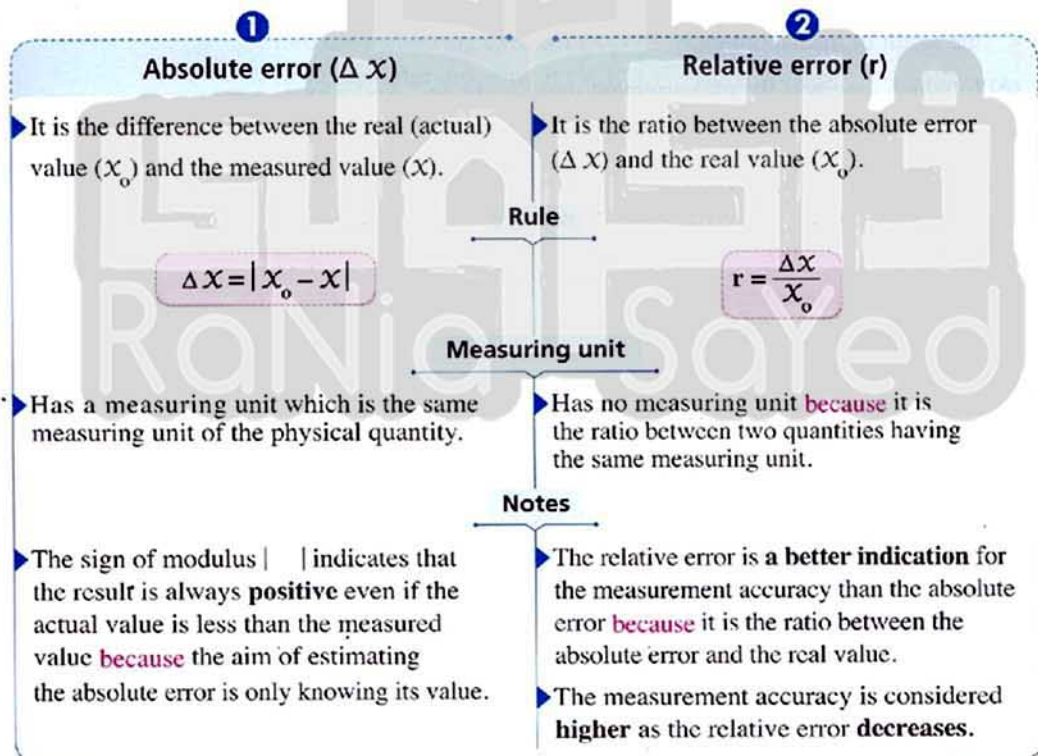 1
Absolute error (Δ x)
It is the difference between the real (actual)
value (x₀) and the measured value (x).
2
Relative error (r)
It is the ratio between the absolute error
(Δ x) and the real value (x₀).
Rule
Δ x = | x₀ − x |
r = Δx / x₀
Measuring unit
Has a measuring unit which is the same
measuring unit of the physical quantity.
Has no measuring unit because it is
the ratio between two quantities having
the same measuring unit.
Notes
The sign of modulus |   | indicates that
the result is always positive even if the
actual value is less than the measured
value because the aim of estimating
the absolute error is only knowing its value.
The relative error is a better indication for
the measurement accuracy than the absolute
error because it is the ratio between the
absolute error and the real value.
The measurement accuracy is considered
higher as the relative error decreases.
RaNia SaYed